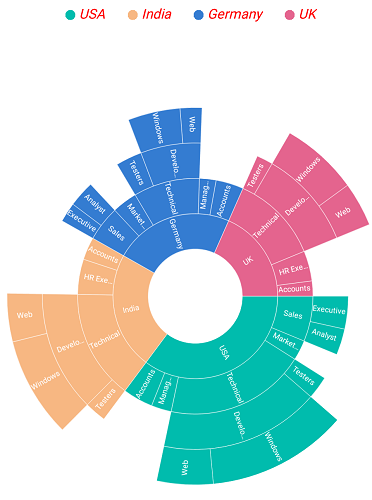 USA India Germany UK
Windows
Web
Testers
Develo...
Analyst
Executive
Market...
Technical
Manag...
Accounts
Sales
Germany
Testers
Windows
Develo...
Web
Technical
UK
HR Exe...
Accounts
Accounts
HR Exe...
India
Technical
Web
Develo...
Windows
Testers
USA
Sales
Executive
Analyst
Market...
Technical
Testers
Develo...
Windows
Web
Manag...
Accounts